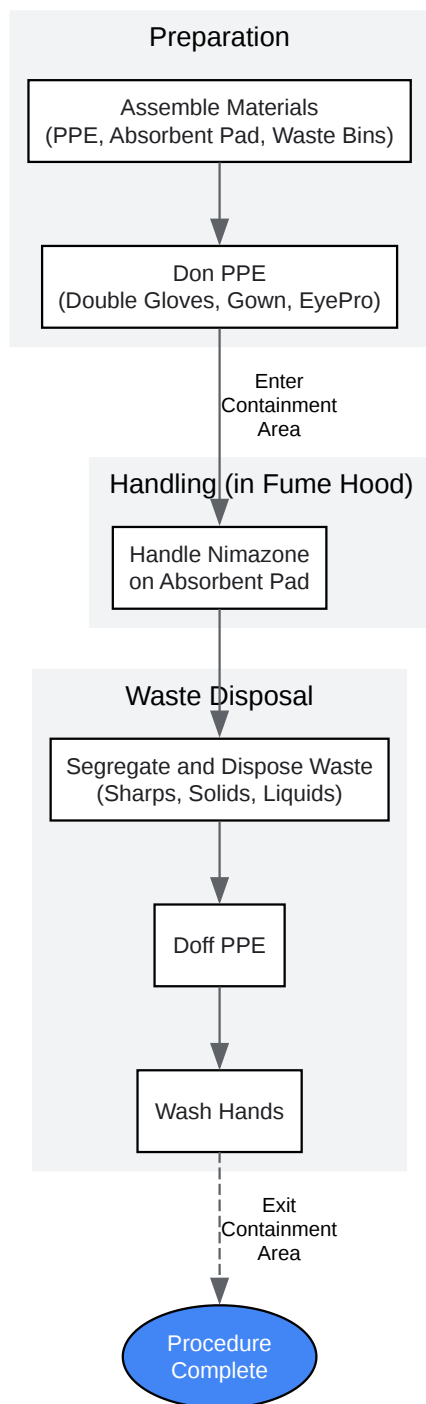 Preparation
Assemble Materials
(PPE, Absorbent Pad, Waste Bins)
Don PPE
(Double Gloves, Gown, EyePro)
Enter
Containment
Area
Handling (in Fume Hood)
Handle Nimazone
on Absorbent Pad
Waste Disposal
Segregate and Dispose Waste
(Sharps, Solids, Liquids)
Doff PPE
Wash Hands
Exit
Containment
Area
Procedure
Complete